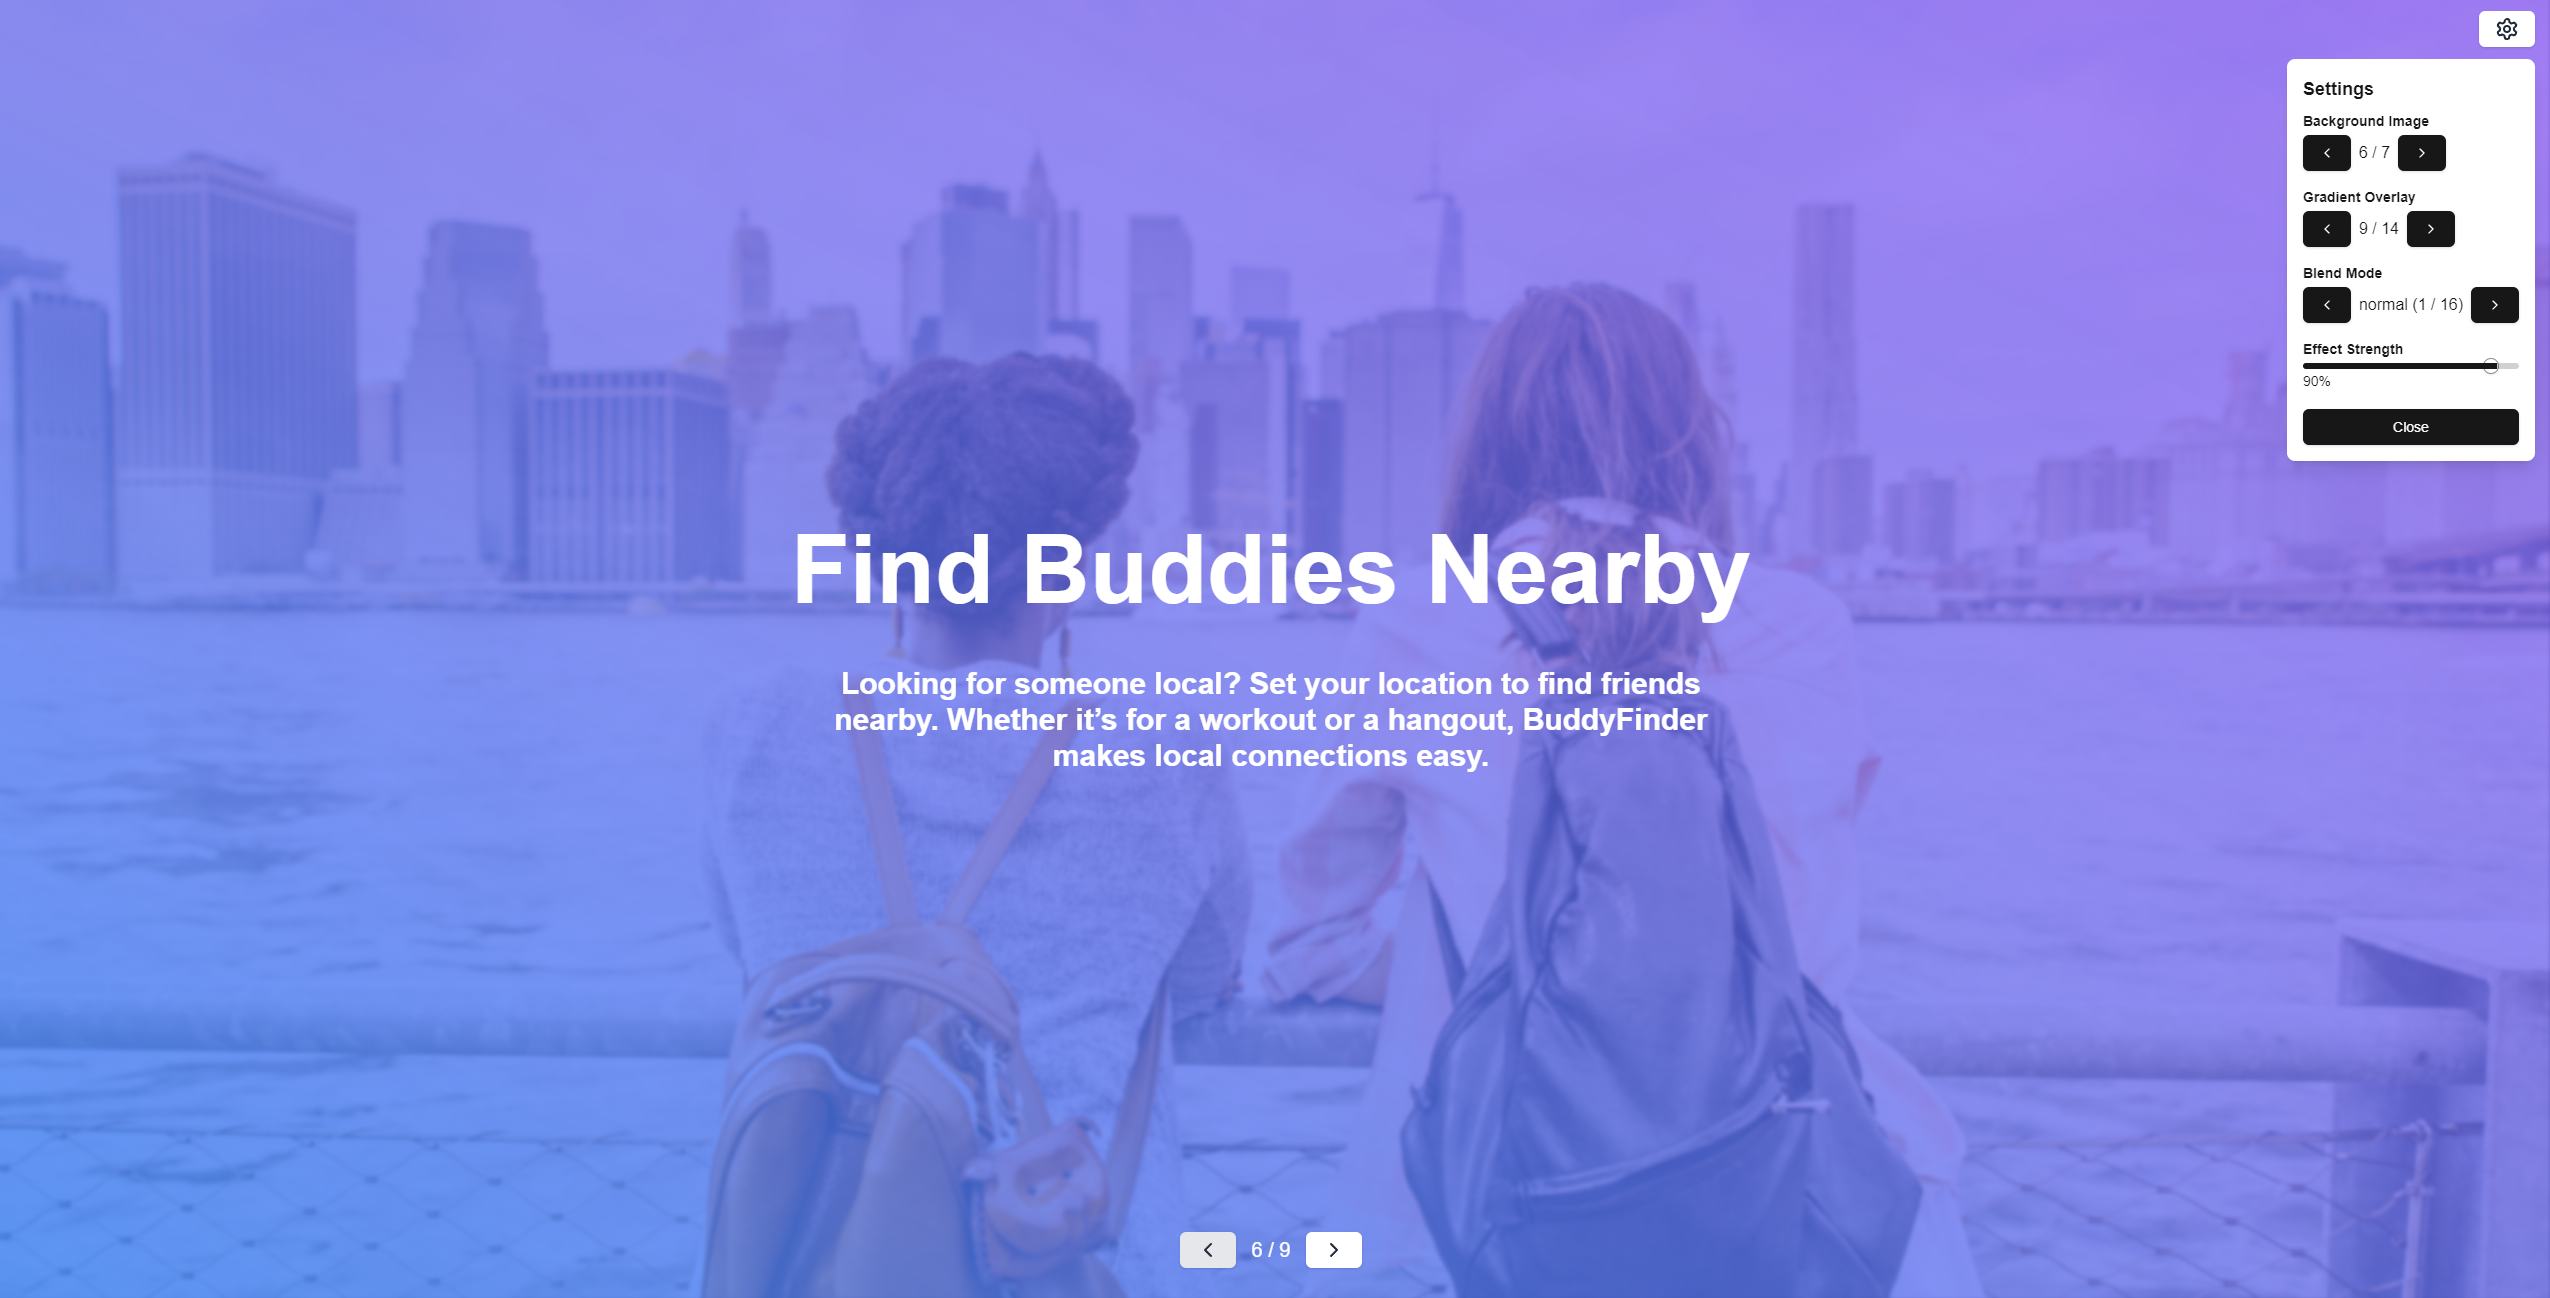 Settings
Background Image
6 / 7
Gradient Overlay
9 / 14
Blend Mode
normal (1 / 16)
Effect Strength
90%
Close
Find Buddies Nearby
Looking for someone local? Set your location to find friends
nearby. Whether it’s for a workout or a hangout, BuddyFinder
makes local connections easy.
6 / 9